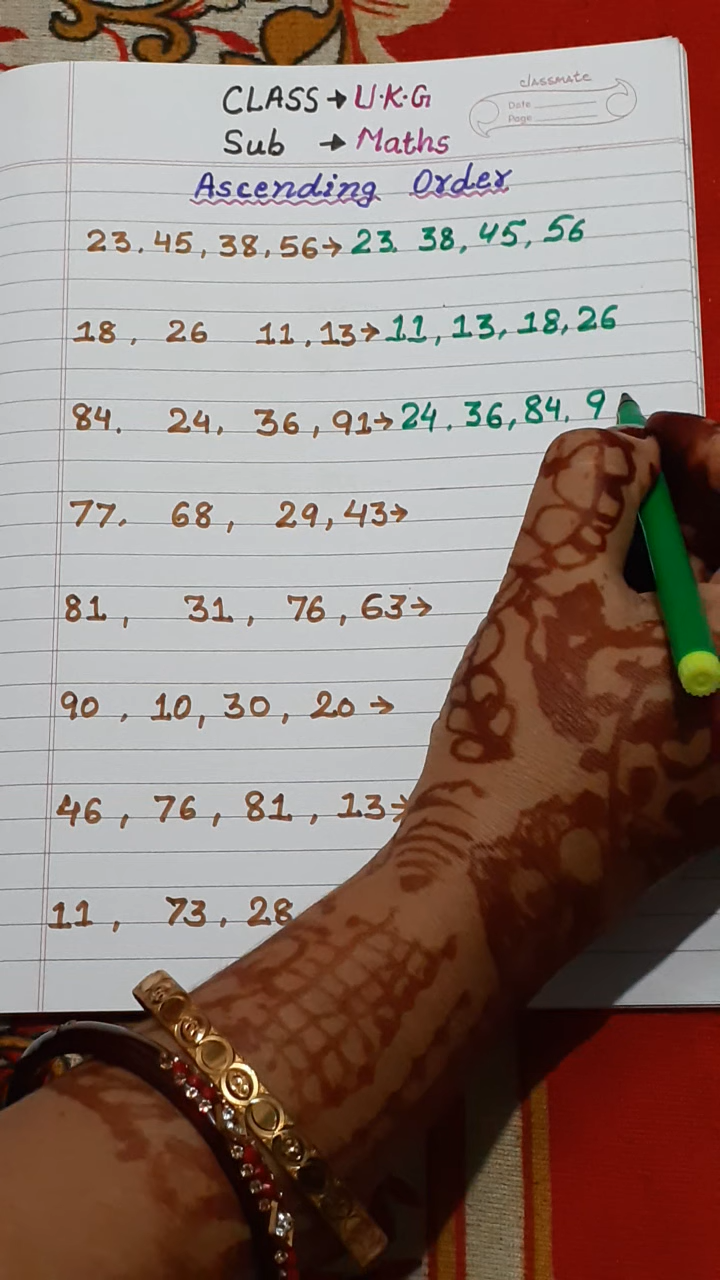 classmate
Date
Page
CLASS → U.K.G
Sub → Maths
Ascending Order
23. 45, 38, 56 → 23. 38, 45, 56
18, 26 11, 13 → 11, 13, 18, 26
84. 24, 36, 91 → 24. 36, 84. 9
77. 68, 29, 43 →
81, 31, 76, 63 →
90, 10, 30, 20 →
46, 76, 81, 13 →
11, 73, 28